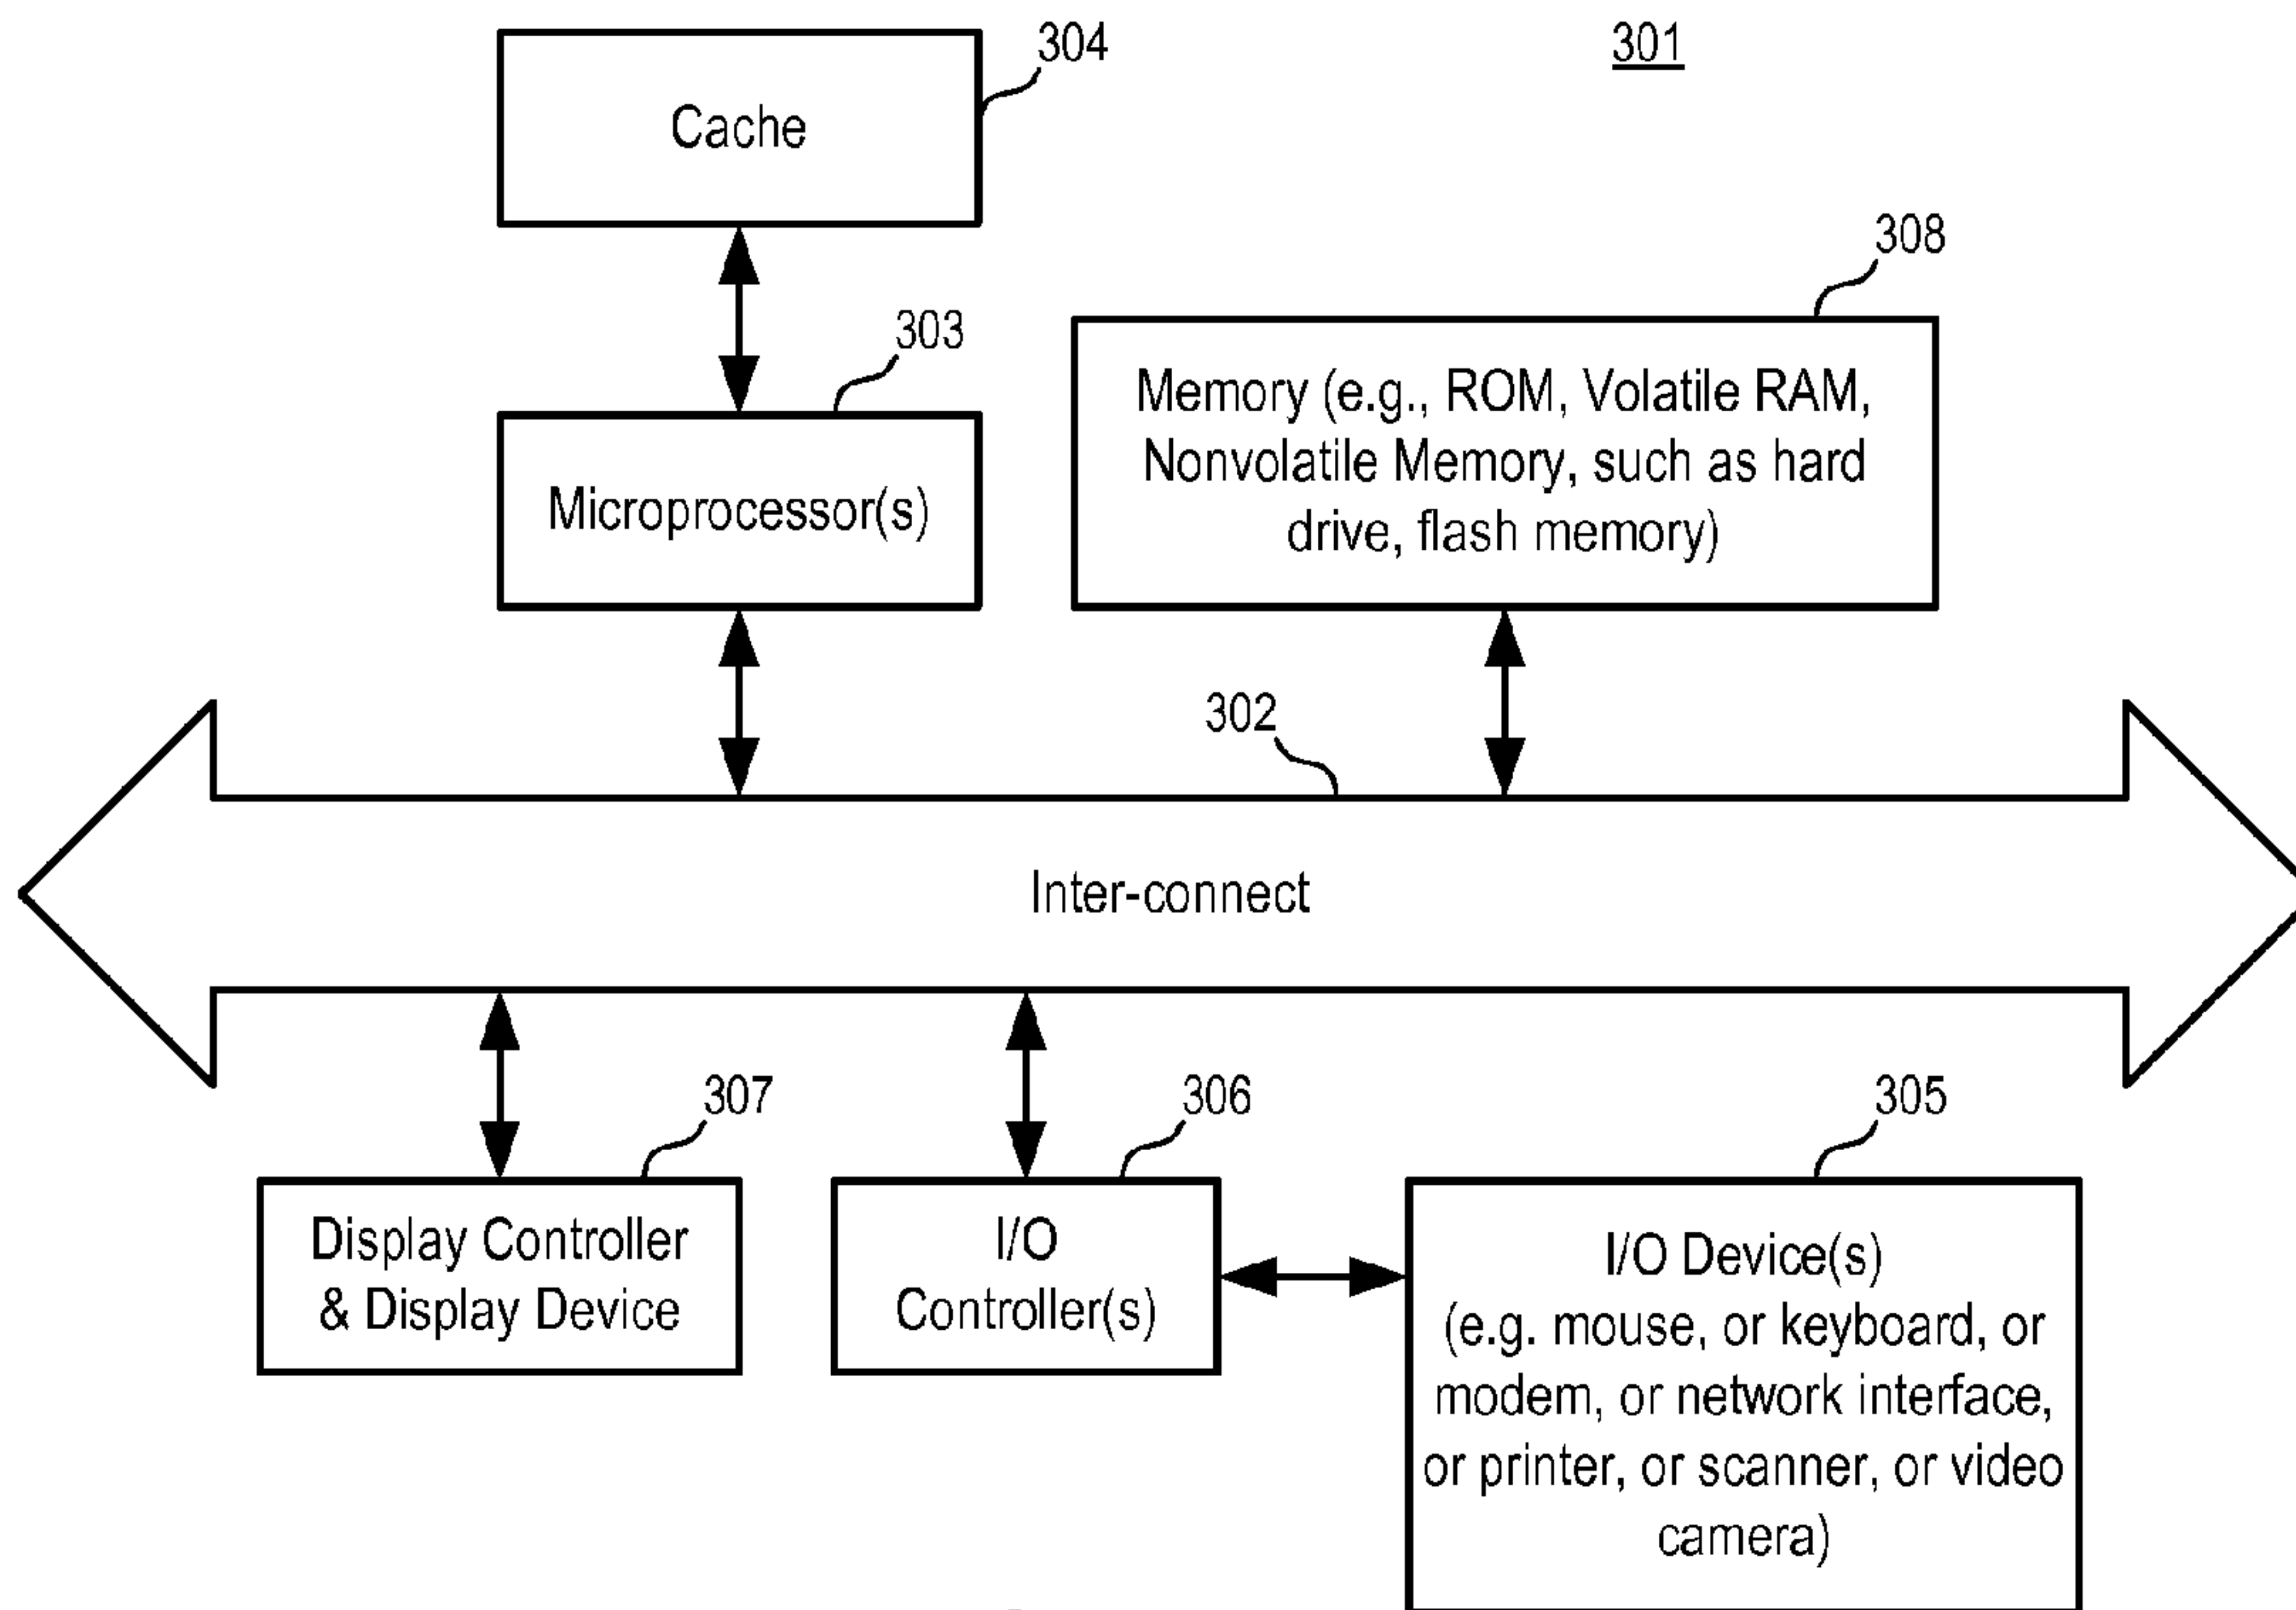 304
301
Cache
308
303
Memory (e.g., ROM, Volatile RAM,
Nonvolatile Memory, such as hard
drive, flash memory)
Microprocessor(s)
302
Inter-connect
307
306
305
Display Controller
& Display Device
I/O
Controller(s)
I/O Device(s)
(e.g. mouse, or keyboard, or
modem, or network interface,
or printer, or scanner, or video
camera)